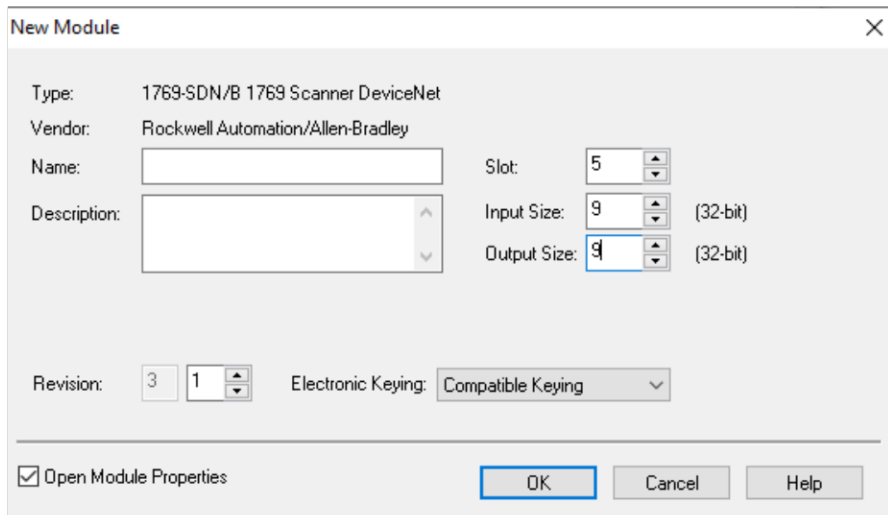 New Module
Type: 1769-SDN/B 1769 Scanner DeviceNet
Vendor: Rockwell Automation/Allen-Bradley
Name: Slot: 5
Description: Input Size: 9 (32-bit)
Output Size: 9 (32-bit)
Revision: 3 1 Electronic Keying: Compatible Keying
Open Module Properties OK Cancel Help